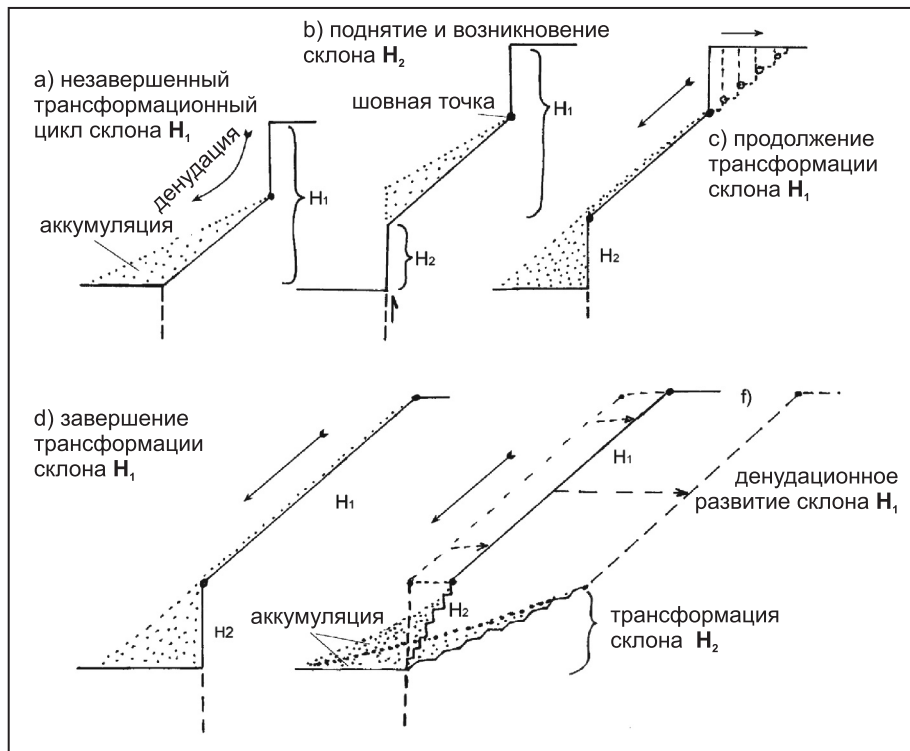 a) незавершенный
трансформационный
цикл склона H₁
денудация
аккумуляция
H₁
b) поднятие и возникновение
склона H₂
шовная точка
H₁
H₂
c) продолжение
трансформации
склона H₁
H₂
d) завершение
трансформации
склона H₁
H₁
H2
f)
H₁
денудационное
развитие склона H₁
H₂
аккумуляция
трансформация
склона H₂